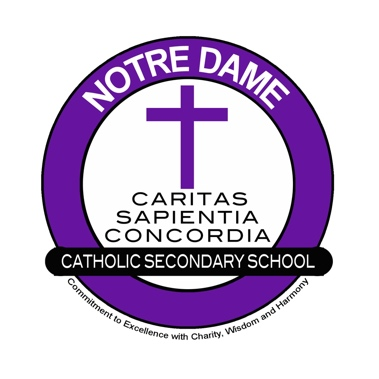 NOTRE DAME
CARITAS
SAPIENTIA
CONCORDIA
CATHOLIC SECONDARY SCHOOL
Commitment to Excellence with Charity, Wisdom and Harmony